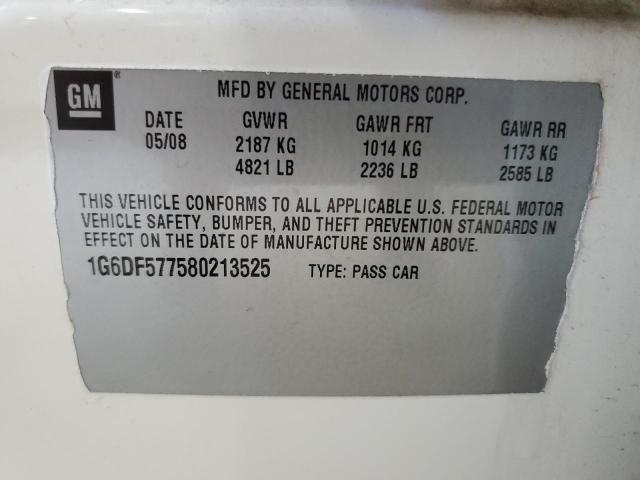 GM®
MFD BY GENERAL MOTORS CORP.
DATE GVWR GAWR FRT GAWR RR
05/08 2187 KG 1014 KG 1173 KG
4821 LB 2236 LB 2585 LB
THIS VEHICLE CONFORMS TO ALL APPLICABLE U.S. FEDERAL MOTOR
VEHICLE SAFETY, BUMPER, AND THEFT PREVENTION STANDARDS IN
EFFECT ON THE DATE OF MANUFACTURE SHOWN ABOVE.
1G6DF577580213525 TYPE: PASS CAR